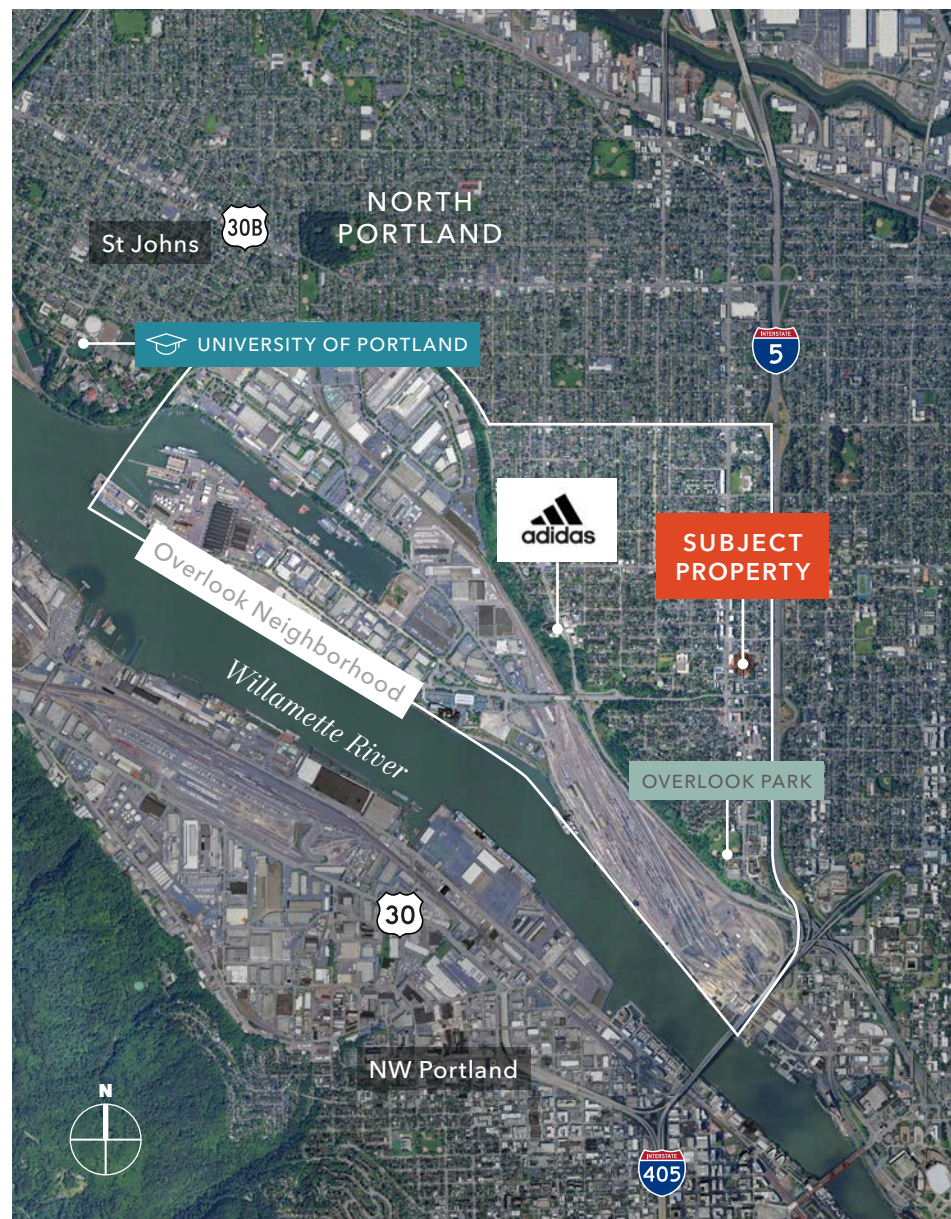 NORTH
PORTLAND
30B
St Johns
UNIVERSITY OF PORTLAND
INTERSTATE
5
adidas
SUBJECT
PROPERTY
Overlook Neighborhood
Willamette River
OVERLOOK PARK
30
NW Portland
N
INTERSTATE
405